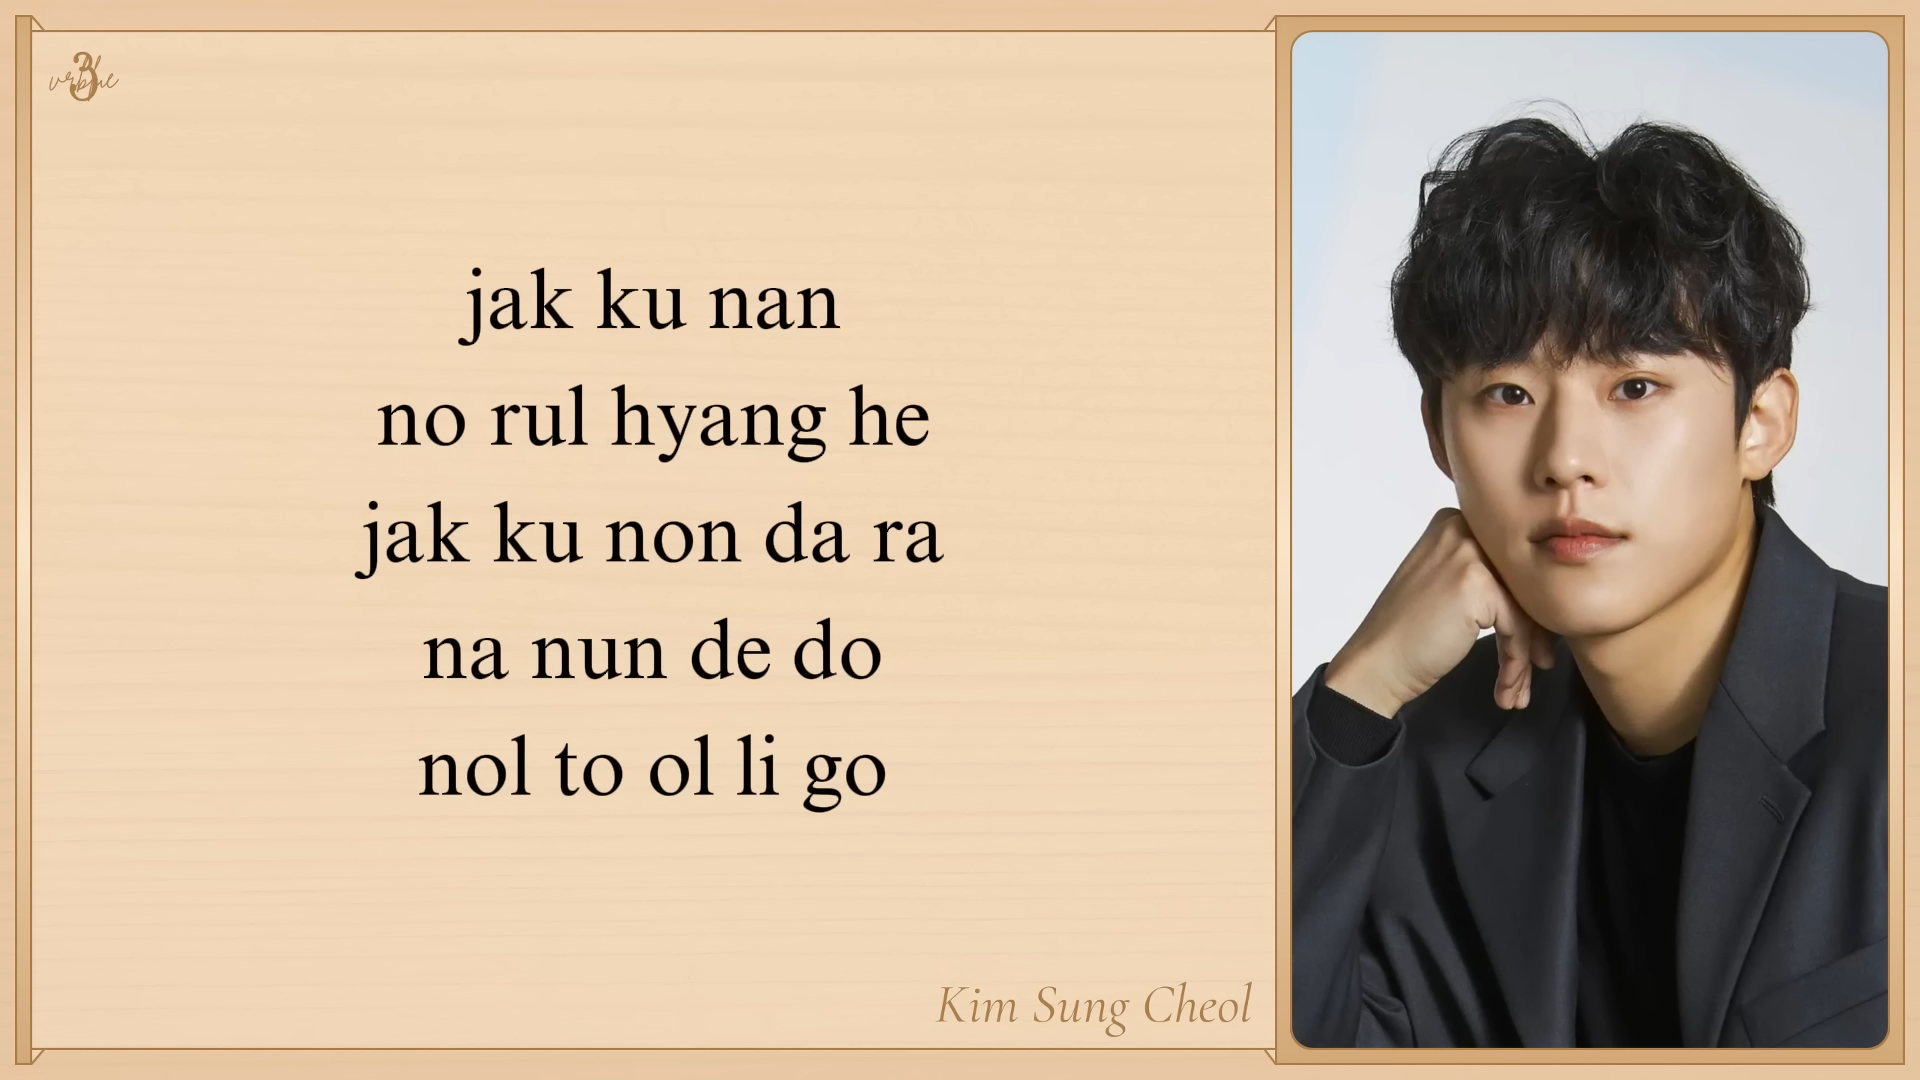 jak ku nan
no rul hyang he
jak ku non da ra
na nun de do
nol to ol li go
Kim Sung Cheol